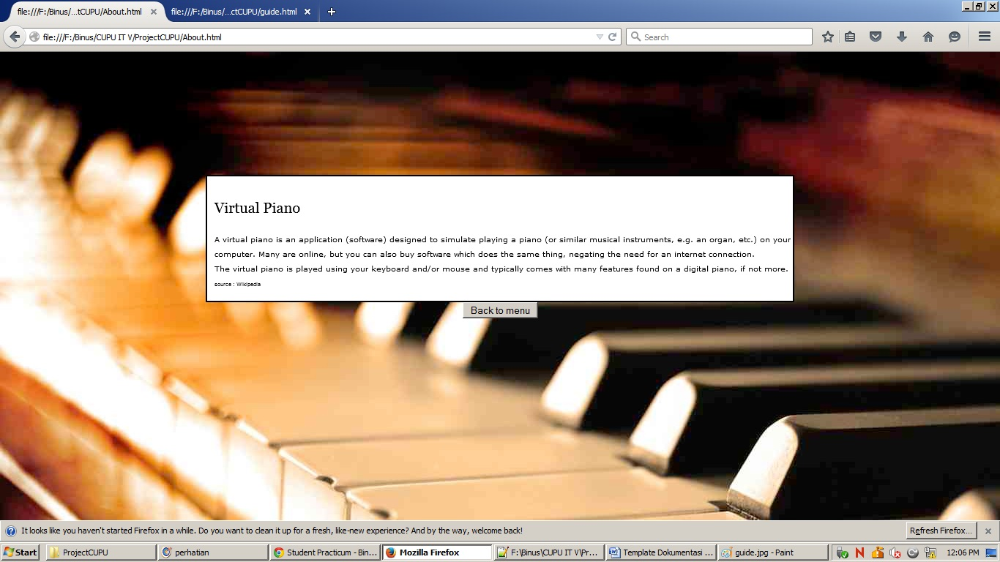 file:///F:/Binus/...tCUPU/About.html
file:///F:/Binus/...ctCUPU/guide.html
file:///F:/Binus/CUPU IT V/ProjectCUPU/About.html
Search
Virtual Piano
A virtual piano is an application (software) designed to simulate playing a piano (or similar musical instruments, e.g. an organ, etc.) on your
computer. Many are online, but you can also buy software which does the same thing, negating the need for an internet connection.
The virtual piano is played using your keyboard and/or mouse and typically comes with many features found on a digital piano, if not more.
source : Wikipedia
Back to menu
It looks like you haven't started Firefox in a while. Do you want to clean it up for a fresh, like-new experience? And by the way, welcome back!
Refresh Firefox...
Start
ProjectCUPU
perhatian
Student Practicum - Bin...
Mozilla Firefox
F:\Binus\CUPU IT V\Pr...
Template Dokumentasi ...
guide.jpg - Paint
12:06 PM